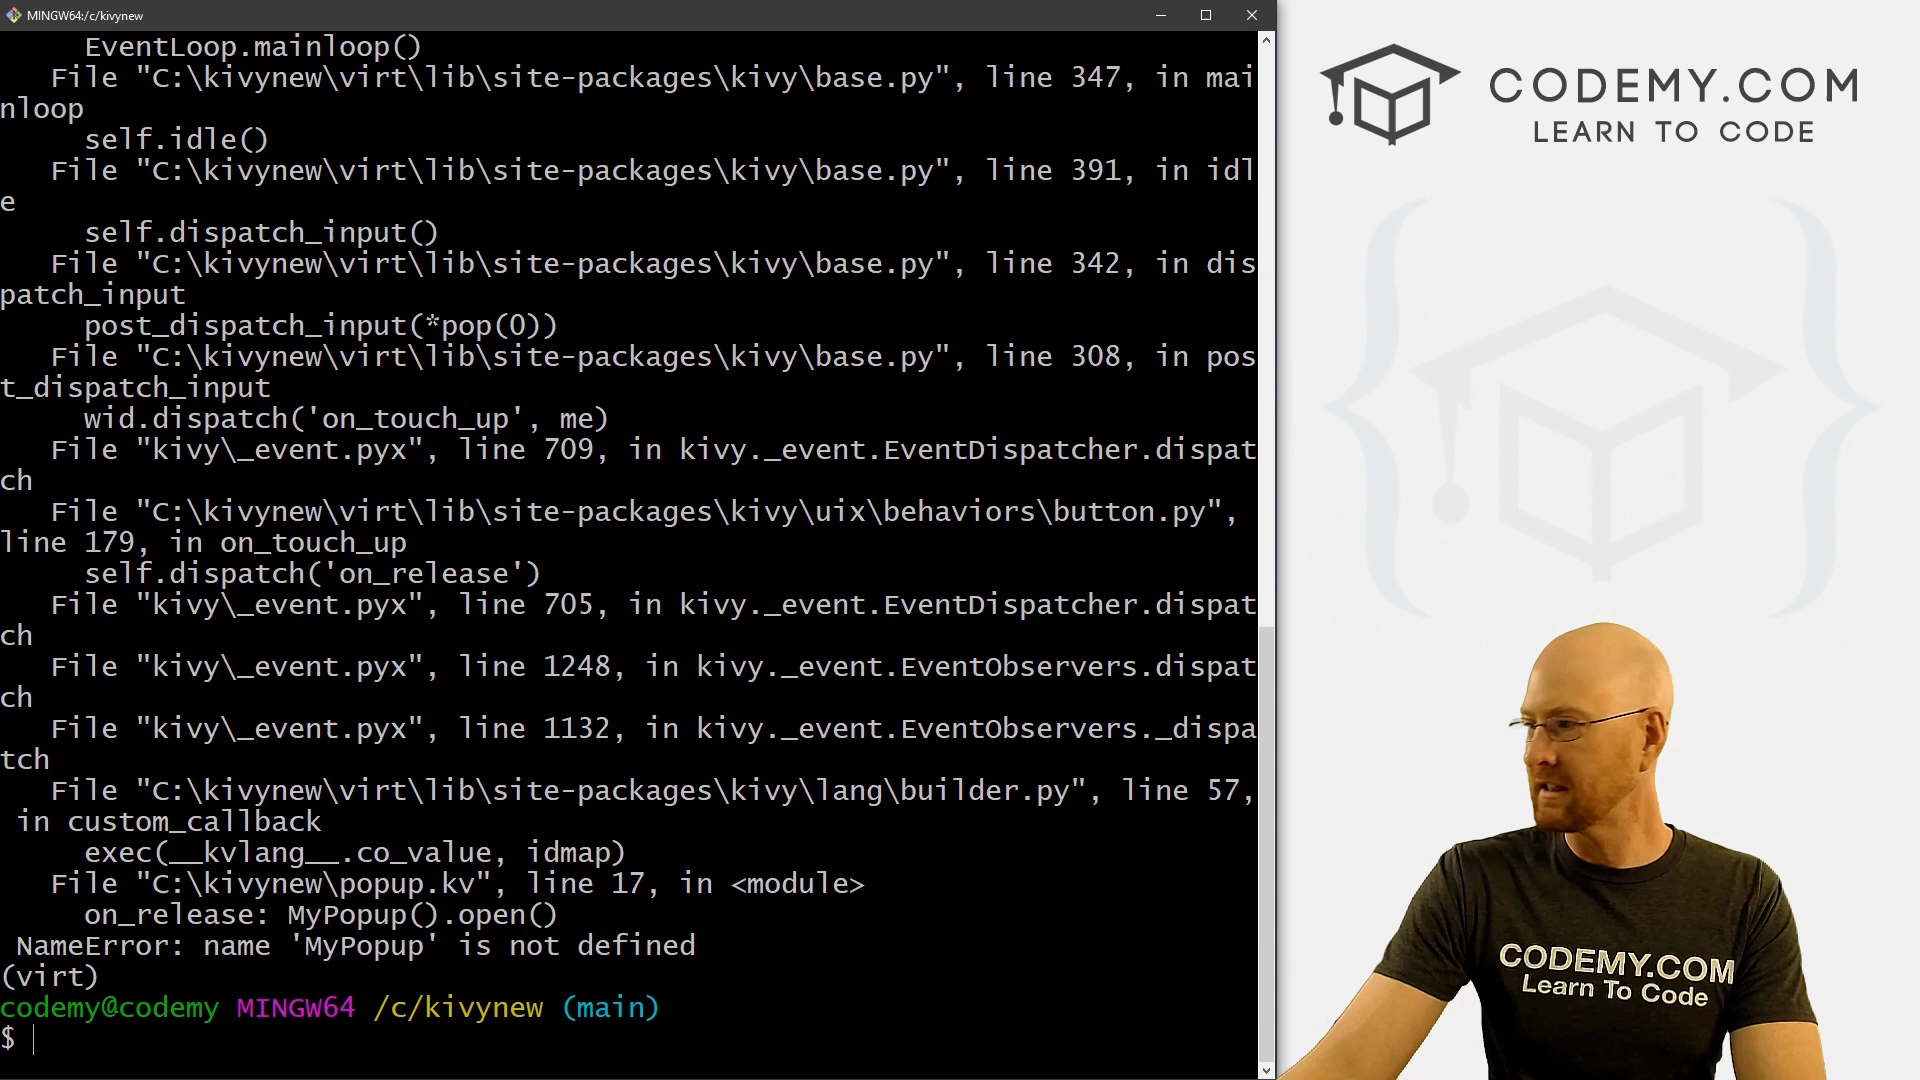 MINGW64:/c/kivynew
EventLoop.mainloop()
File "C:\kivynew\virt\lib\site-packages\kivy\base.py", line 347, in mai
nloop
self.idle()
File "C:\kivynew\virt\lib\site-packages\kivy\base.py", line 391, in idl
e
self.dispatch_input()
File "C:\kivynew\virt\lib\site-packages\kivy\base.py", line 342, in dis
patch_input
post_dispatch_input(*pop(0))
File "C:\kivynew\virt\lib\site-packages\kivy\base.py", line 308, in pos
t_dispatch_input
wid.dispatch('on_touch_up', me)
File "kivy\_event.pyx", line 709, in kivy._event.EventDispatcher.dispat
ch
File "C:\kivynew\virt\lib\site-packages\kivy\uix\behaviors\button.py",
line 179, in on_touch_up
self.dispatch('on_release')
File "kivy\_event.pyx", line 705, in kivy._event.EventDispatcher.dispat
ch
File "kivy\_event.pyx", line 1248, in kivy._event.EventObservers.dispat
ch
File "kivy\_event.pyx", line 1132, in kivy._event.EventObservers._dispa
tch
File "C:\kivynew\virt\lib\site-packages\kivy\lang\builder.py", line 57,
in custom_callback
exec(__kvlang__.co_value, idmap)
File "C:\kivynew\popup.kv", line 17, in <module>
on_release: MyPopup().open()
NameError: name 'MyPopup' is not defined
(virt)
codemy@codemy MINGW64 /c/kivynew (main)
$
CODEMY.COM
LEARN TO CODE
CODEMY.COM
Learn To Code